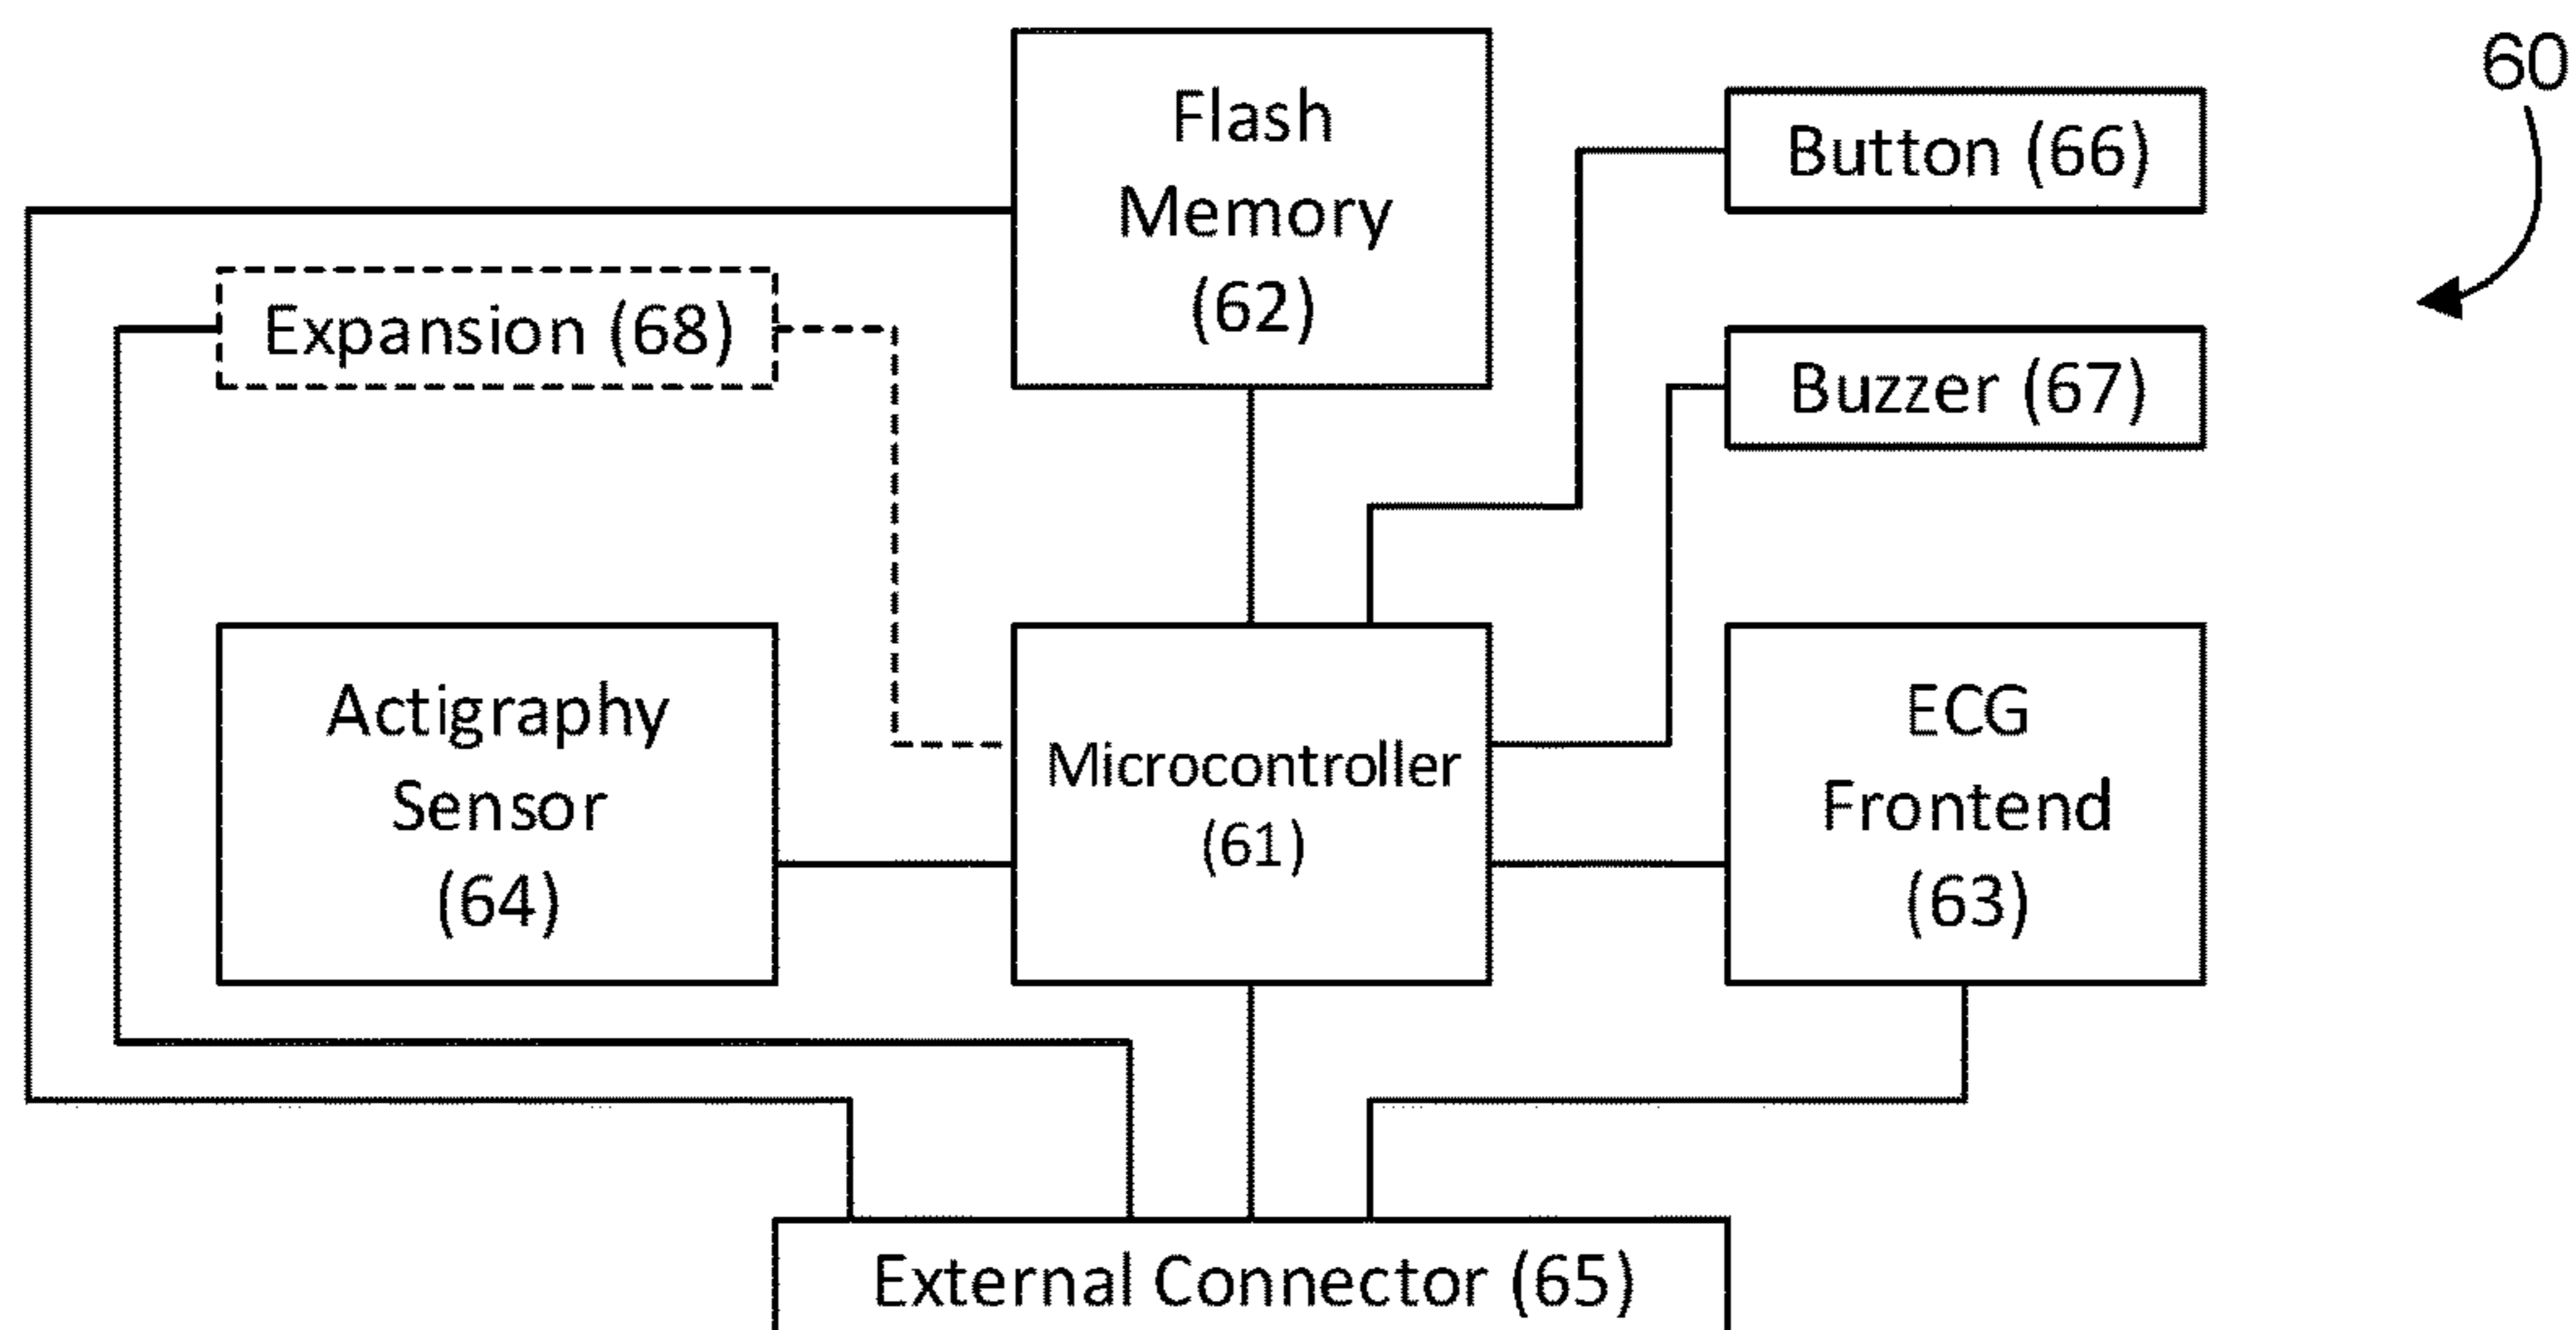 60
Flash
Memory
(62)
Button (66)
Expansion (68)
Buzzer (67)
Actigraphy
Sensor
(64)
Microcontroller
(61)
ECG
Frontend
(63)
External Connector (65)